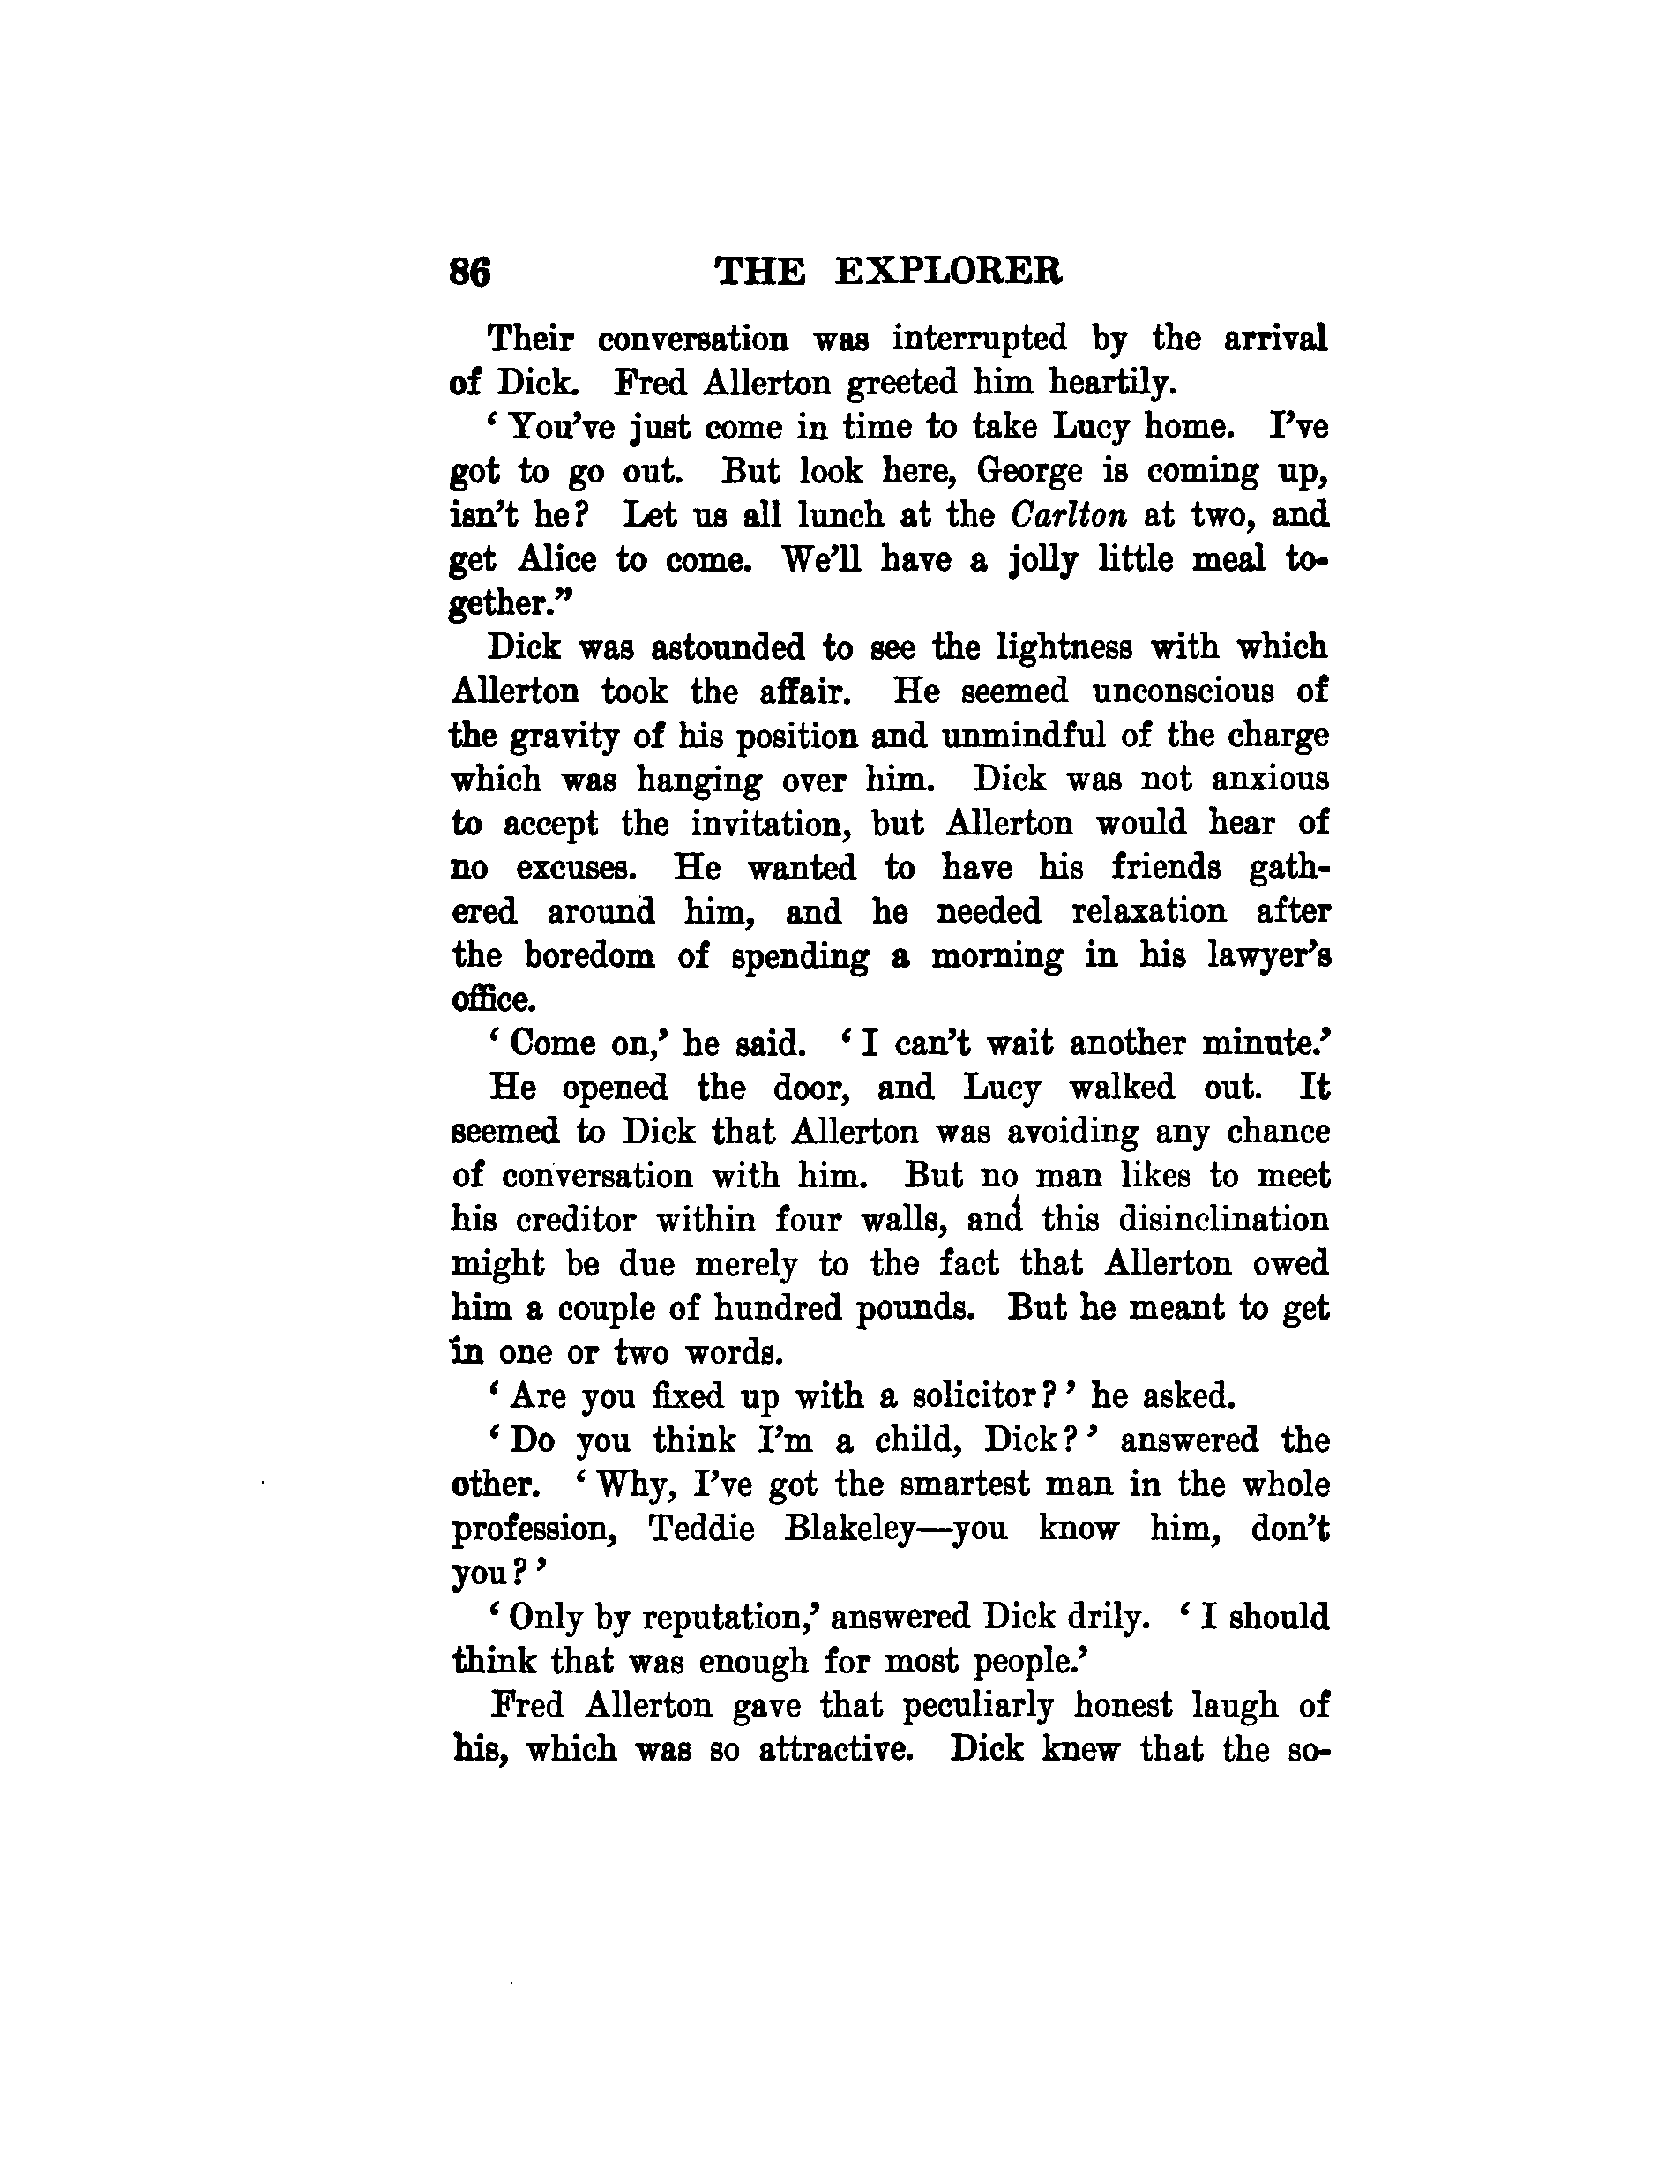 86 THE EXPLORER
Their conversation was interrupted by the arrival
of Dick. Fred Allerton greeted him heartily.
‘ You’ve just come in time to take Lucy home. I’ve
got to go out. But look here, George is coming up,
isn’t he? Let us all lunch at the Carlton at two, and
get Alice to come. We’ll have a jolly little meal to-
gether.”
Dick was astounded to see the lightness with which
Allerton took the affair. He seemed unconscious of
the gravity of his position and unmindful of the charge
which was hanging over him. Dick was not anxious
to accept the invitation, but Allerton would hear of
no excuses. He wanted to have his friends gath-
ered around him, and he needed relaxation after
the boredom of spending a morning in his lawyer’s
office.
‘ Come on,’ he said. ‘ I can’t wait another minute.’
He opened the door, and Lucy walked out. It
seemed to Dick that Allerton was avoiding any chance
of conversation with him. But no man likes to meet
his creditor within four walls, and this disinclination
might be due merely to the fact that Allerton owed
him a couple of hundred pounds. But he meant to get
in one or two words.
‘ Are you fixed up with a solicitor? ’ he asked.
‘ Do you think I’m a child, Dick? ’ answered the
other. ‘ Why, I’ve got the smartest man in the whole
profession, Teddie Blakeley—you know him, don’t
you? ’
‘ Only by reputation,’ answered Dick drily. ‘ I should
think that was enough for most people.’
Fred Allerton gave that peculiarly honest laugh of
his, which was so attractive. Dick knew that the so-